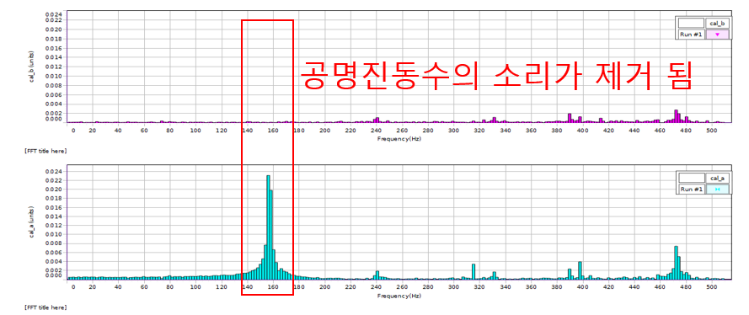 0.024
0.022
0.020
0.018
0.016
0.014
0.012
0.010
0.008
0.006
0.004
0.002
0.000
cal_b (units)
cal_b
Run #1
공명진동수의 소리가 제거 됨
0 20 40 60 80 100 120 140 160 180 200 220 240 260 280 300 320 340 360 380 400 420 440 460 480 500
Frequency(Hz)
[FFT title here]
0.024
0.022
0.020
0.018
0.016
0.014
0.012
0.010
0.008
0.006
0.004
0.002
0.000
cal_a (units)
cal_a
Run #1
0 20 40 60 80 100 120 140 160 180 200 220 240 260 280 300 320 340 360 380 400 420 440 460 480 500
Frequency(Hz)
[FFT title here]